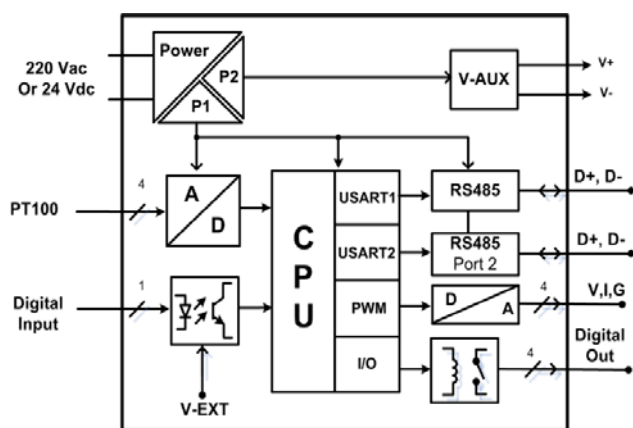 Power
P2
P1
220 Vac
Or 24 Vdc
V-AUX
V+
V-
PT100
4
A
D
CPU
USART1
USART2
PWM
I/O
RS485
D+, D-
RS485
Port 2
D+, D-
D
A
4
V,I,G
Digital
Input
1
V-EXT
4
Digital
Out